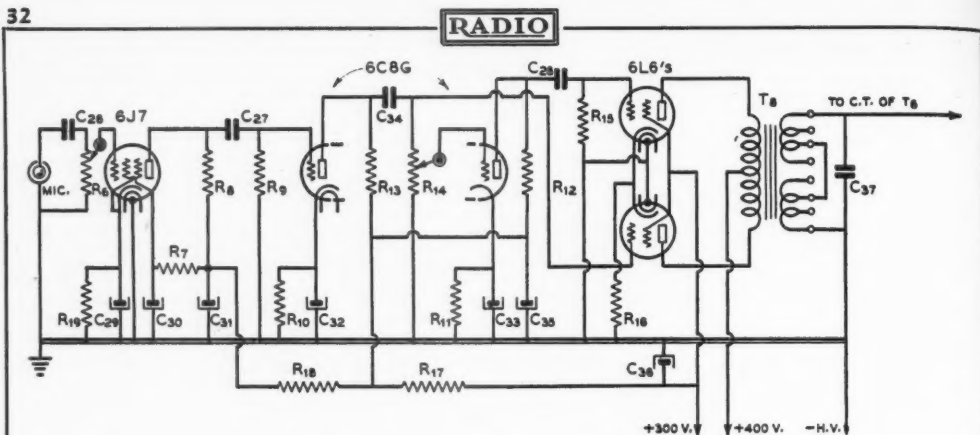 32
RADIO
6C8G
C28
6L6's
C26
6J7
C27
C34
R15
T8
TO C.T. OF T6
MIC.
R6
R8
R9
R13
R14
R12
C37
R7
R19
C29
C30
C31
R10
C32
R11
C33
C35
R16
R18
R17
C36
+300 V.
+400 V.
-H.V.